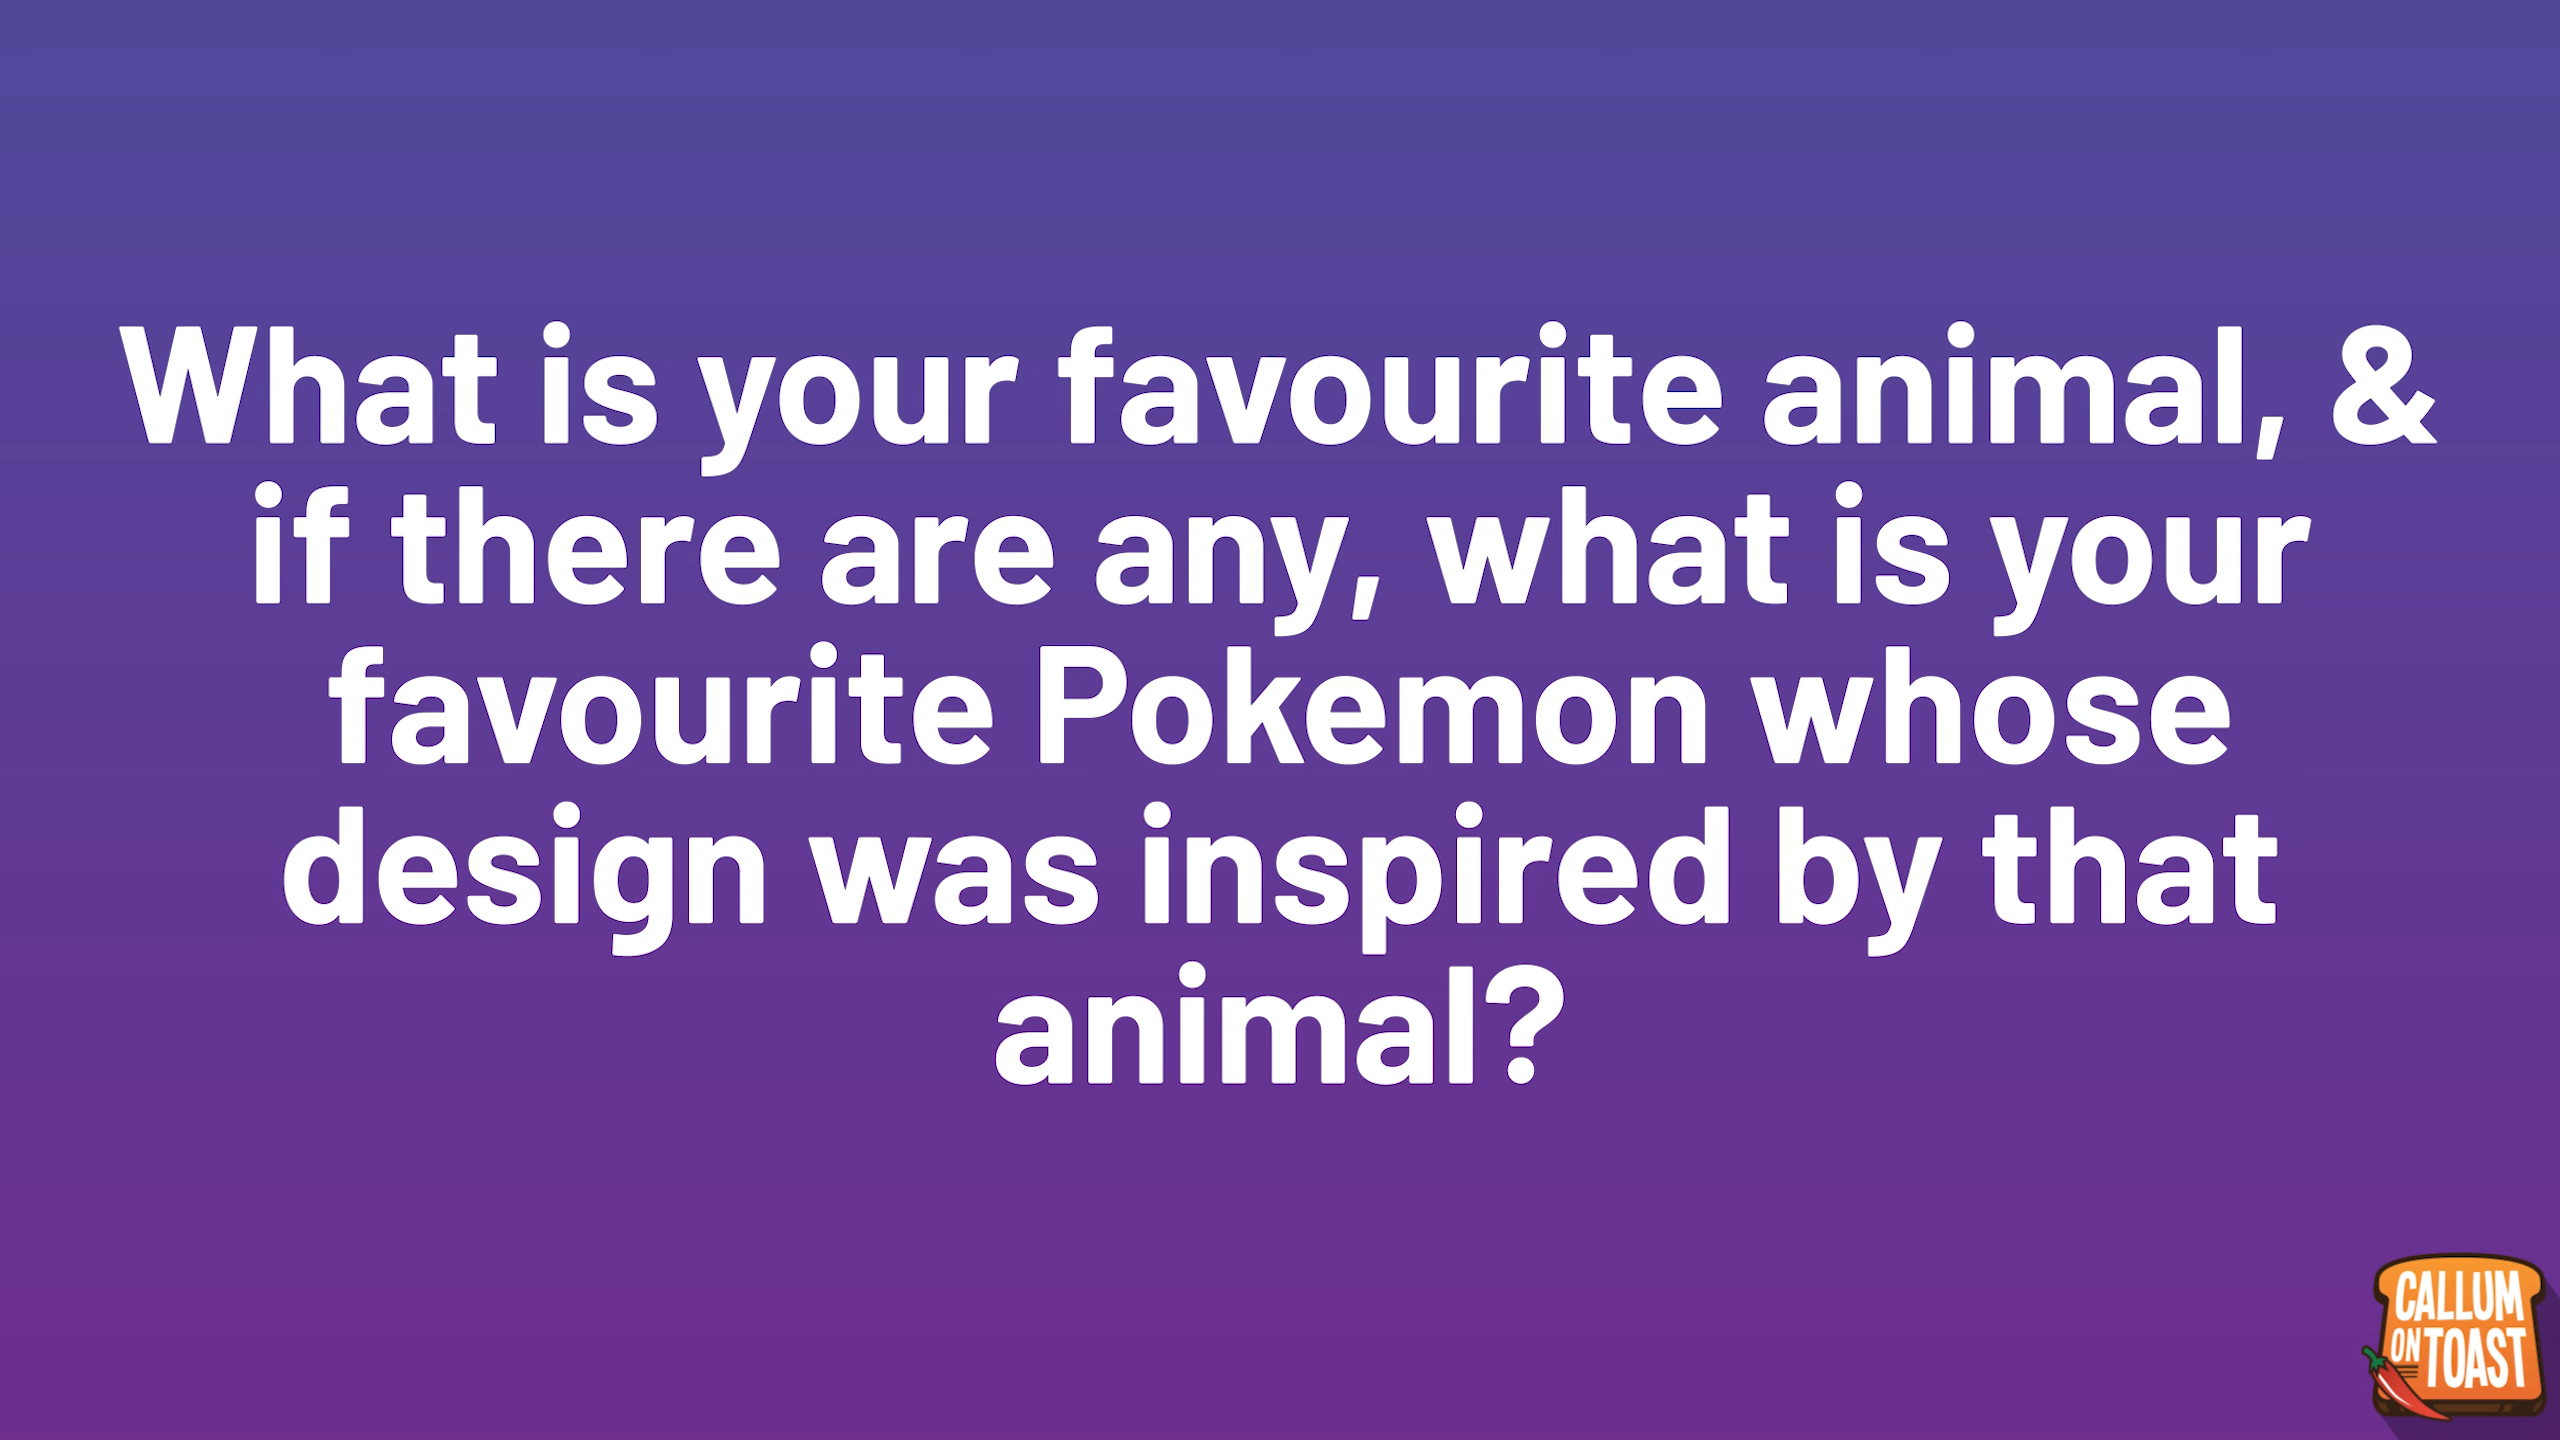 What is your favourite animal, &
if there are any, what is your
favourite Pokemon whose
design was inspired by that
animal?
CALLUM
ON TOAST